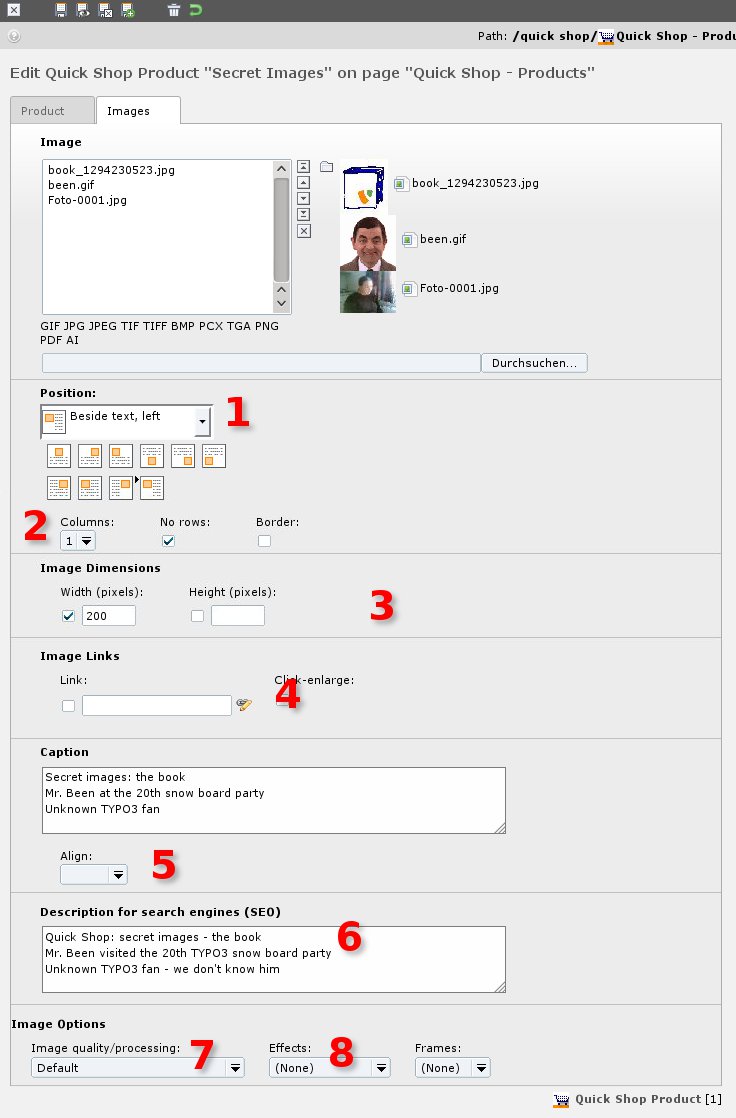 Path: /quick shop/ Quick Shop - Produ
Edit Quick Shop Product "Secret Images" on page "Quick Shop - Products"
Product Images
Image
book_1294230523.jpg
been.gif
Foto-0001.jpg
book_1294230523.jpg
been.gif
Foto-0001.jpg
GIF JPG JPEG TIF TIFF BMP PCX TGA PNG
PDF AI
Durchsuchen...
Position:
Beside text, left
1
2
Columns: No rows: Border:
1
Image Dimensions
Width (pixels): Height (pixels):
200
3
Image Links
Link: Click-enlarge:
4
Caption
Secret images: the book
Mr. Been at the 20th snow board party
Unknown TYPO3 fan
Align:
5
Description for search engines (SEO)
Quick Shop: secret images - the book
Mr. Been visited the 20th TYPO3 snow board party
Unknown TYPO3 fan - we don't know him
6
Image Options
Image quality/processing: 7 Effects: 8 Frames:
Default (None) (None)
Quick Shop Product [1]